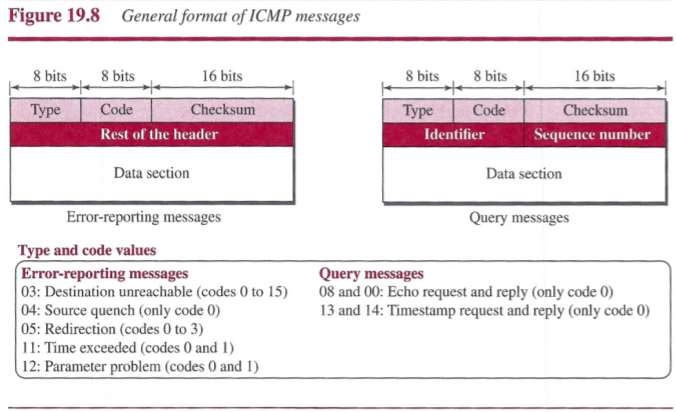 Figure 19.8 General format of ICMP messages
8 bits 8 bits 16 bits
Type Code Checksum
Rest of the header
Data section
Error-reporting messages
8 bits 8 bits 16 bits
Type Code Checksum
Identifier Sequence number
Data section
Query messages
Type and code values
Error-reporting messages
03: Destination unreachable (codes 0 to 15)
04: Source quench (only code 0)
05: Redirection (codes 0 to 3)
11: Time exceeded (codes 0 and 1)
12: Parameter problem (codes 0 and 1)
Query messages
08 and 00: Echo request and reply (only code 0)
13 and 14: Timestamp request and reply (only code 0)